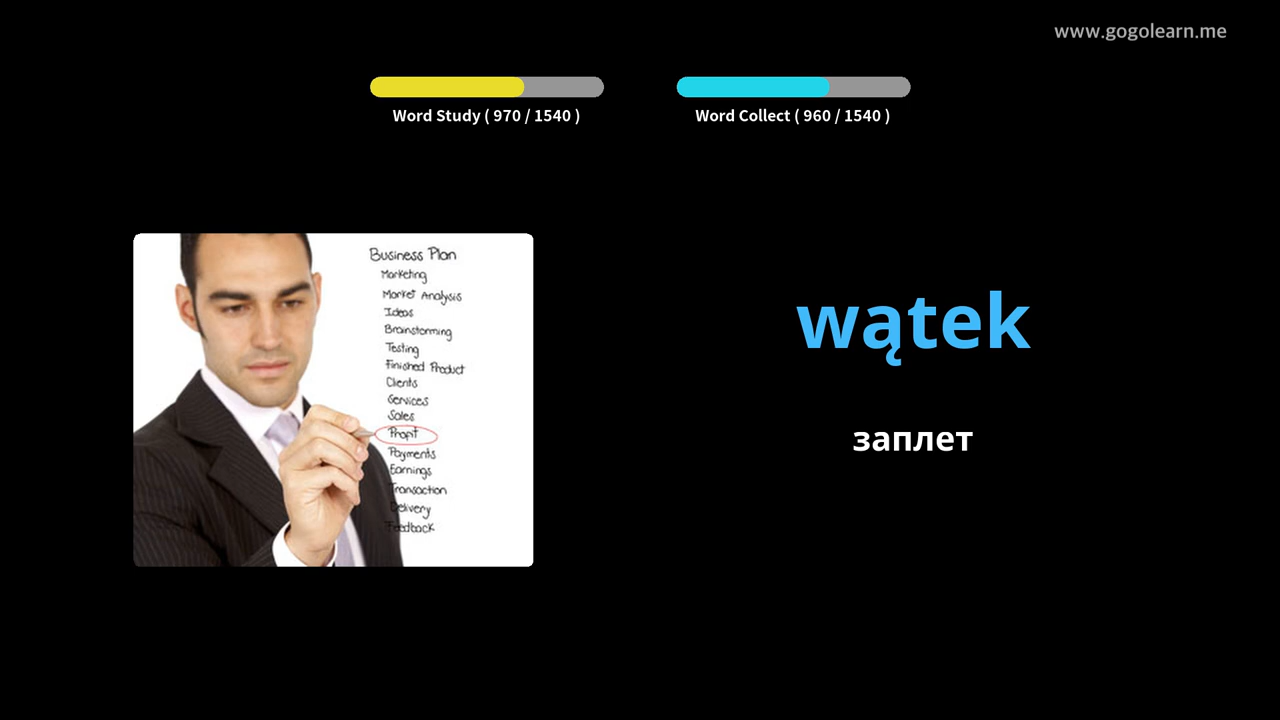 www.gogolearn.me
Word Study ( 970 / 1540 )
Word Collect ( 960 / 1540 )
Business Plan
Marketing
Market Analysis
Ideas
Brainstorming
Testing
Finished Product
Clients
Services
Sales
Profit
Payments
Earnings
Transaction
Delivery
Feedback
wątek
заплет